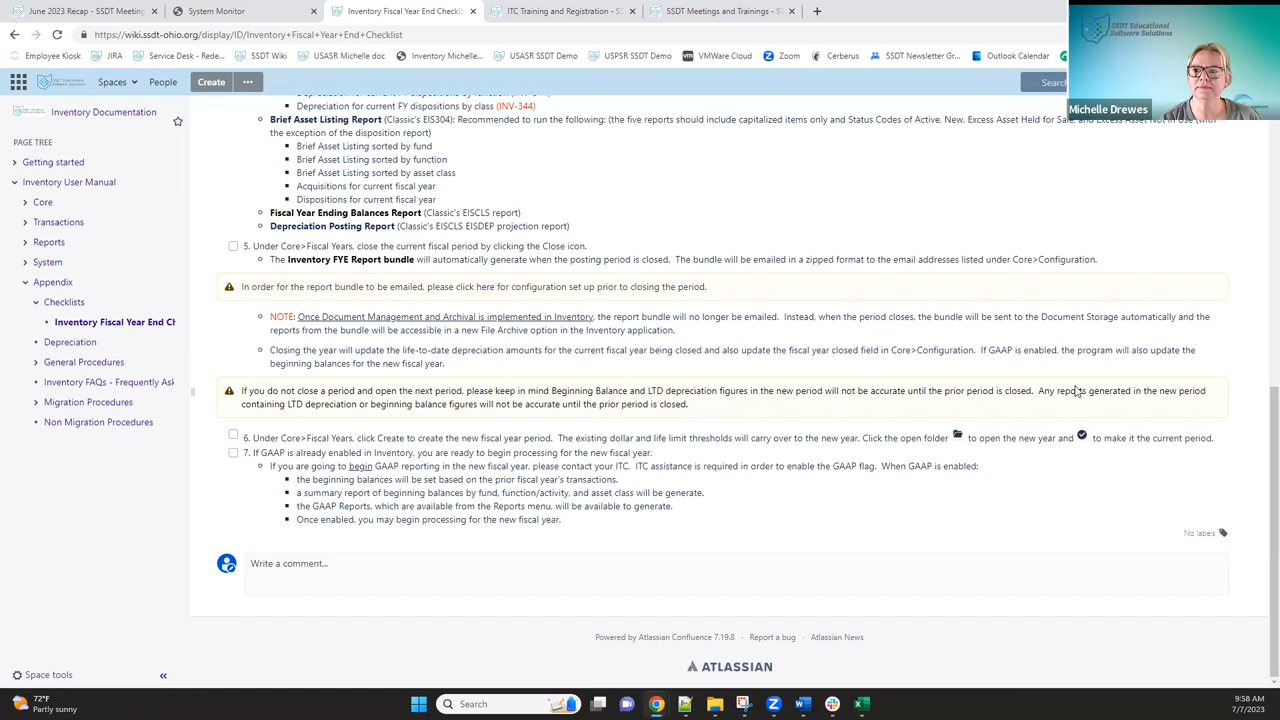 June 2023 Recap - SSDT Meeting
System Monitor
Inventory Fiscal Year End Checkli
ITC Training and Registration - SS
SSDT Meetings and Trainings - SS
https://wiki.ssdt-ohio.org/display/ID/Inventory+Fiscal+Year+End+Checklist
Employee Kiosk
JIRA
Service Desk - Rede...
SSDT Wiki
USASR Michelle doc
Inventory Michelle...
USASR SSDT Demo
USPSR SSDT Demo
VMWare Cloud
Zoom
Cerberus
SSDT Newsletter Gr...
Outlook Calendar
SSDT Educational
Software Solutions
Michelle Drewes
Spaces
People
Create
Search
Inventory Documentation
PAGE TREE
Getting started
Inventory User Manual
Core
Transactions
Reports
System
Appendix
Checklists
Inventory Fiscal Year End Ch
Depreciation
General Procedures
Inventory FAQs - Frequently Ask
Migration Procedures
Non Migration Procedures
Space tools
Depreciation for current FY dispositions by class (INV-344)
Brief Asset Listing Report (Classic's EIS304): Recommended to run the following: (the five reports should include capitalized items only and Status Codes of Active, New, Excess Asset Held for Sale, and Excess Asset Not in Use (with
the exception of the disposition report)
Brief Asset Listing sorted by fund
Brief Asset Listing sorted by function
Brief Asset Listing sorted by asset class
Acquisitions for current fiscal year
Dispositions for current fiscal year
Fiscal Year Ending Balances Report (Classic's EISCLS report)
Depreciation Posting Report (Classic's EISCLS EISDEP projection report)
5. Under Core>Fiscal Years, close the current fiscal period by clicking the Close icon.
The Inventory FYE Report bundle will automatically generate when the posting period is closed. The bundle will be emailed in a zipped format to the email addresses listed under Core>Configuration.
In order for the report bundle to be emailed, please click here for configuration set up prior to closing the period.
NOTE: Once Document Management and Archival is implemented in Inventory, the report bundle will no longer be emailed. Instead, when the period closes, the bundle will be sent to the Document Storage automatically and the
reports from the bundle will be accessible in a new File Archive option in the Inventory application.
Closing the year will update the life-to-date depreciation amounts for the current fiscal year being closed and also update the fiscal year closed field in Core>Configuration. If GAAP is enabled, the program will also update the
beginning balances for the new fiscal year.
If you do not close a period and open the next period, please keep in mind Beginning Balance and LTD depreciation figures in the new period will not be accurate until the prior period is closed. Any reports generated in the new period
containing LTD depreciation or beginning balance figures will not be accurate until the prior period is closed.
6. Under Core>Fiscal Years, click Create to create the new fiscal year period. The existing dollar and life limit thresholds will carry over to the new year. Click the open folder to open the new year and to make it the current period.
7. If GAAP is already enabled in Inventory, you are ready to begin processing for the new fiscal year.
If you are going to begin GAAP reporting in the new fiscal year, please contact your ITC. ITC assistance is required in order to enable the GAAP flag. When GAAP is enabled:
the beginning balances will be set based on the prior fiscal year's transactions.
a summary report of beginning balances by fund, function/activity, and asset class will be generate.
the GAAP Reports, which are available from the Reports menu, will be available to generate.
Once enabled, you may begin processing for the new fiscal year.
No labels
Write a comment...
Powered by Atlassian Confluence 7.19.8 · Report a bug · Atlassian News
ATLASSIAN
72°F
Partly sunny
Search
9:58 AM
7/7/2023